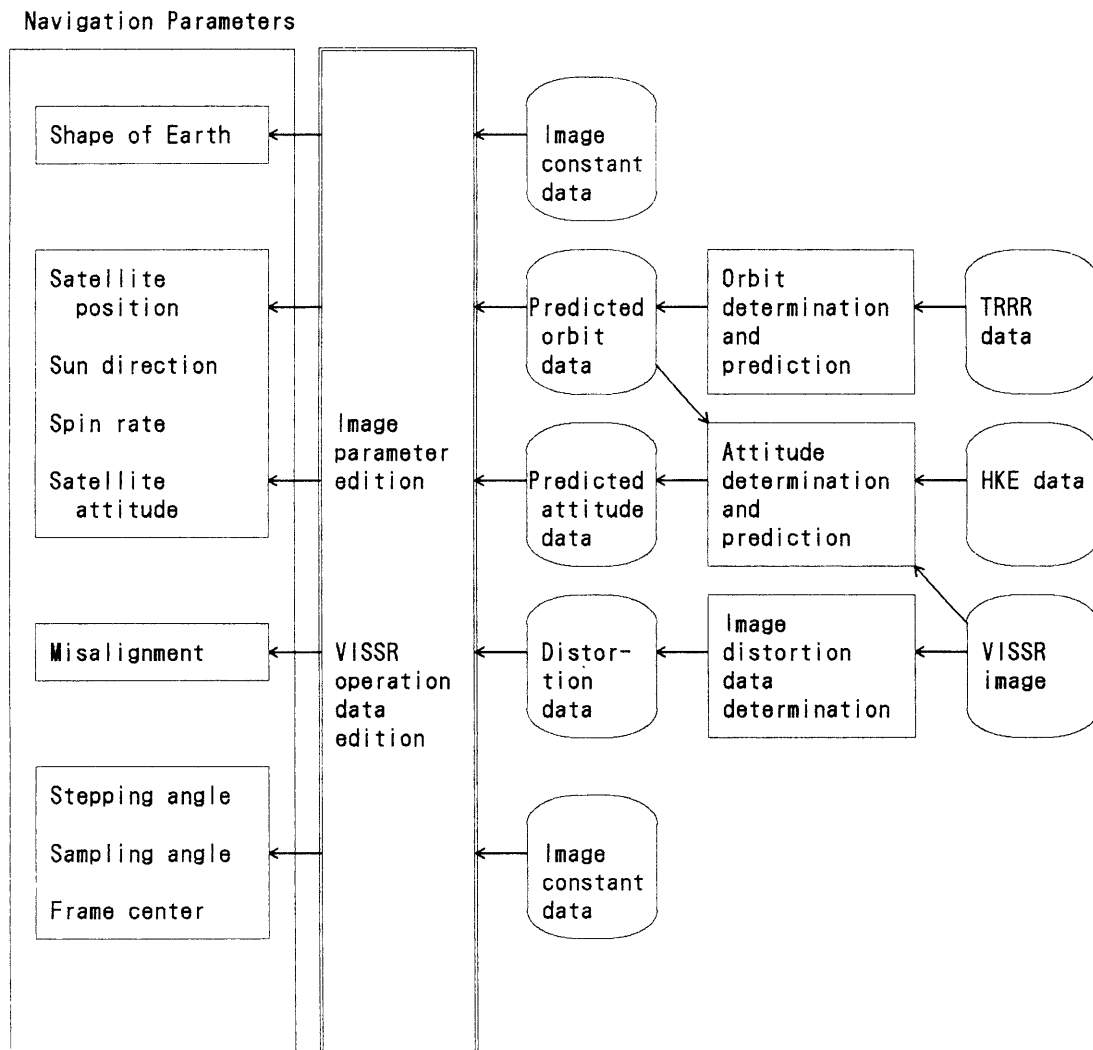 Navigation Parameters
Shape of Earth
Image
constant
data
Satellite
position
Sun direction
Spin rate
Satellite
attitude
Image
parameter
edition
Predicted
orbit
data
Orbit
determination
and
prediction
TRRR
data
Predicted
attitude
data
Attitude
determination
and
prediction
HKE data
Misalignment
VISSR
operation
data
edition
Distor-
tion
data
Image
distortion
data
determination
VISSR
image
Stepping angle
Sampling angle
Frame center
Image
constant
data